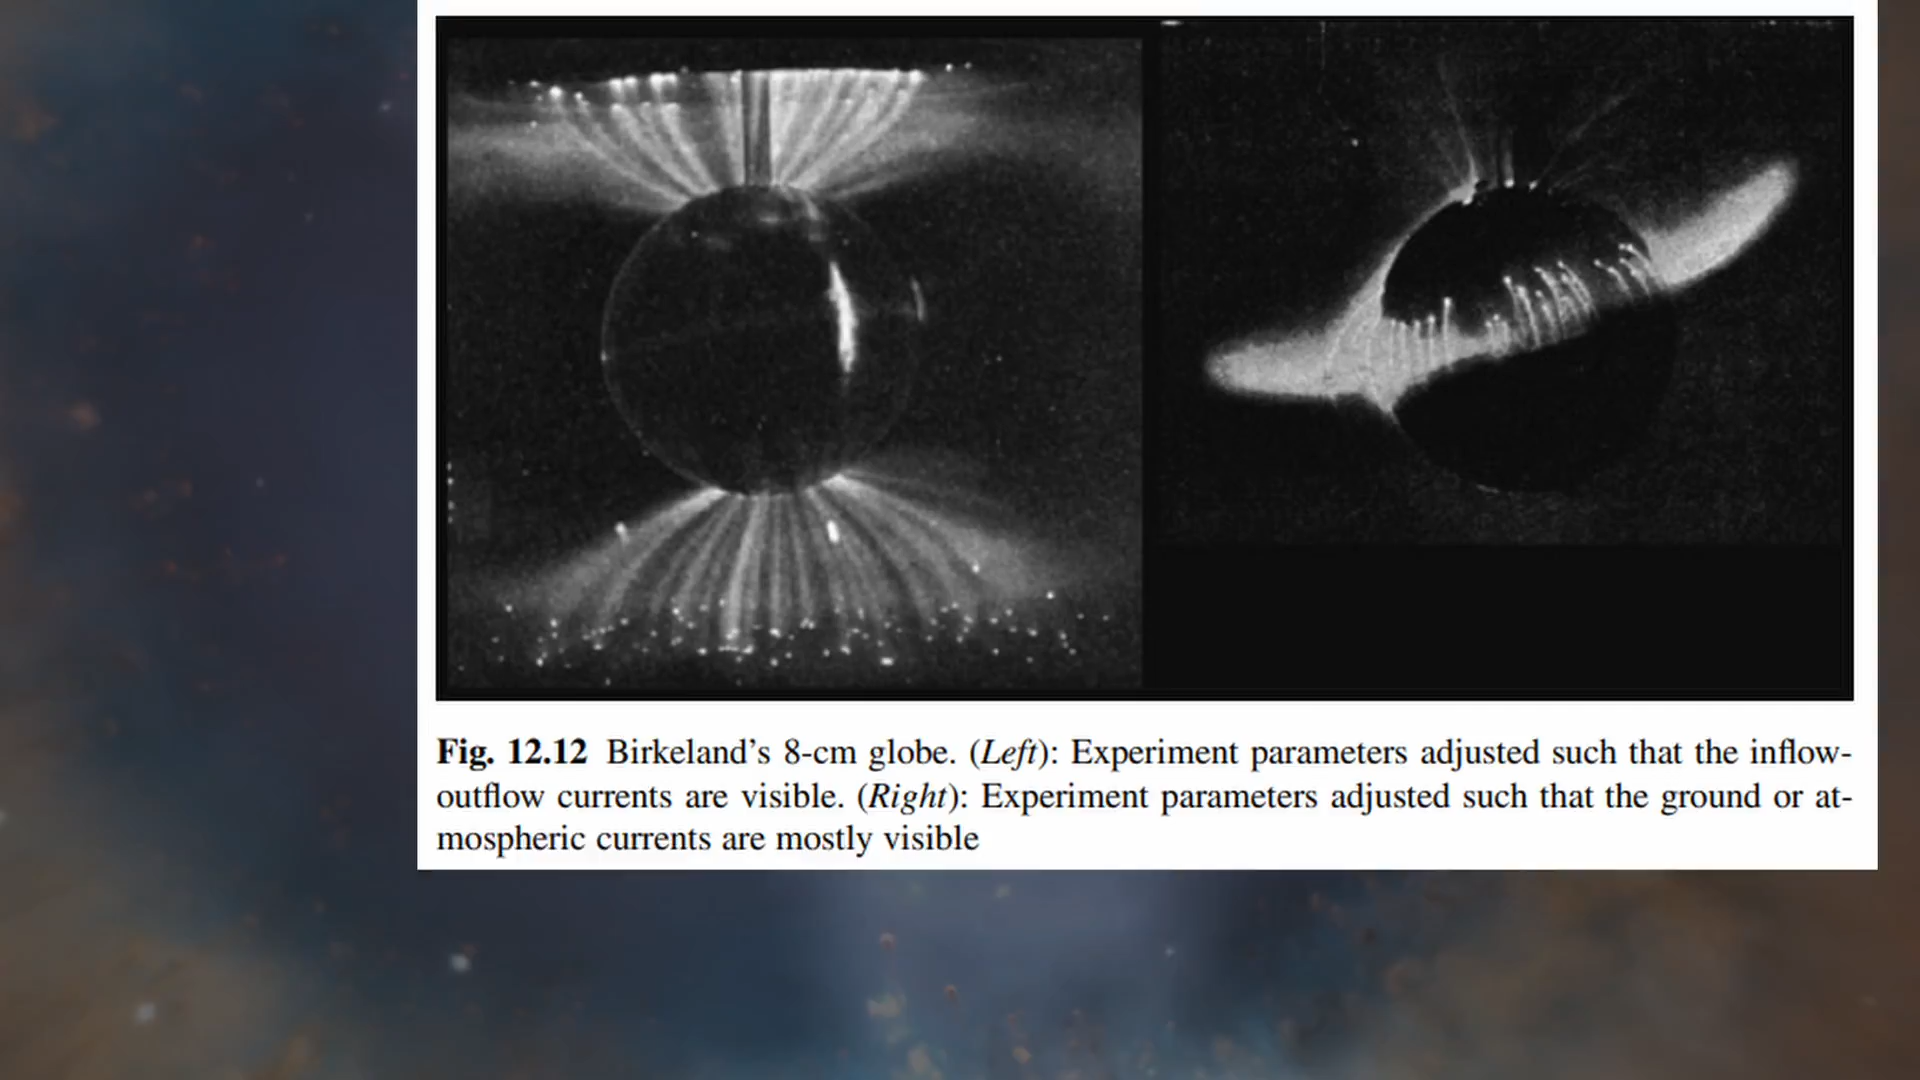 Fig. 12.12 Birkeland's 8-cm globe. (Left): Experiment parameters adjusted such that the inflow-
outflow currents are visible. (Right): Experiment parameters adjusted such that the ground or at-
mospheric currents are mostly visible